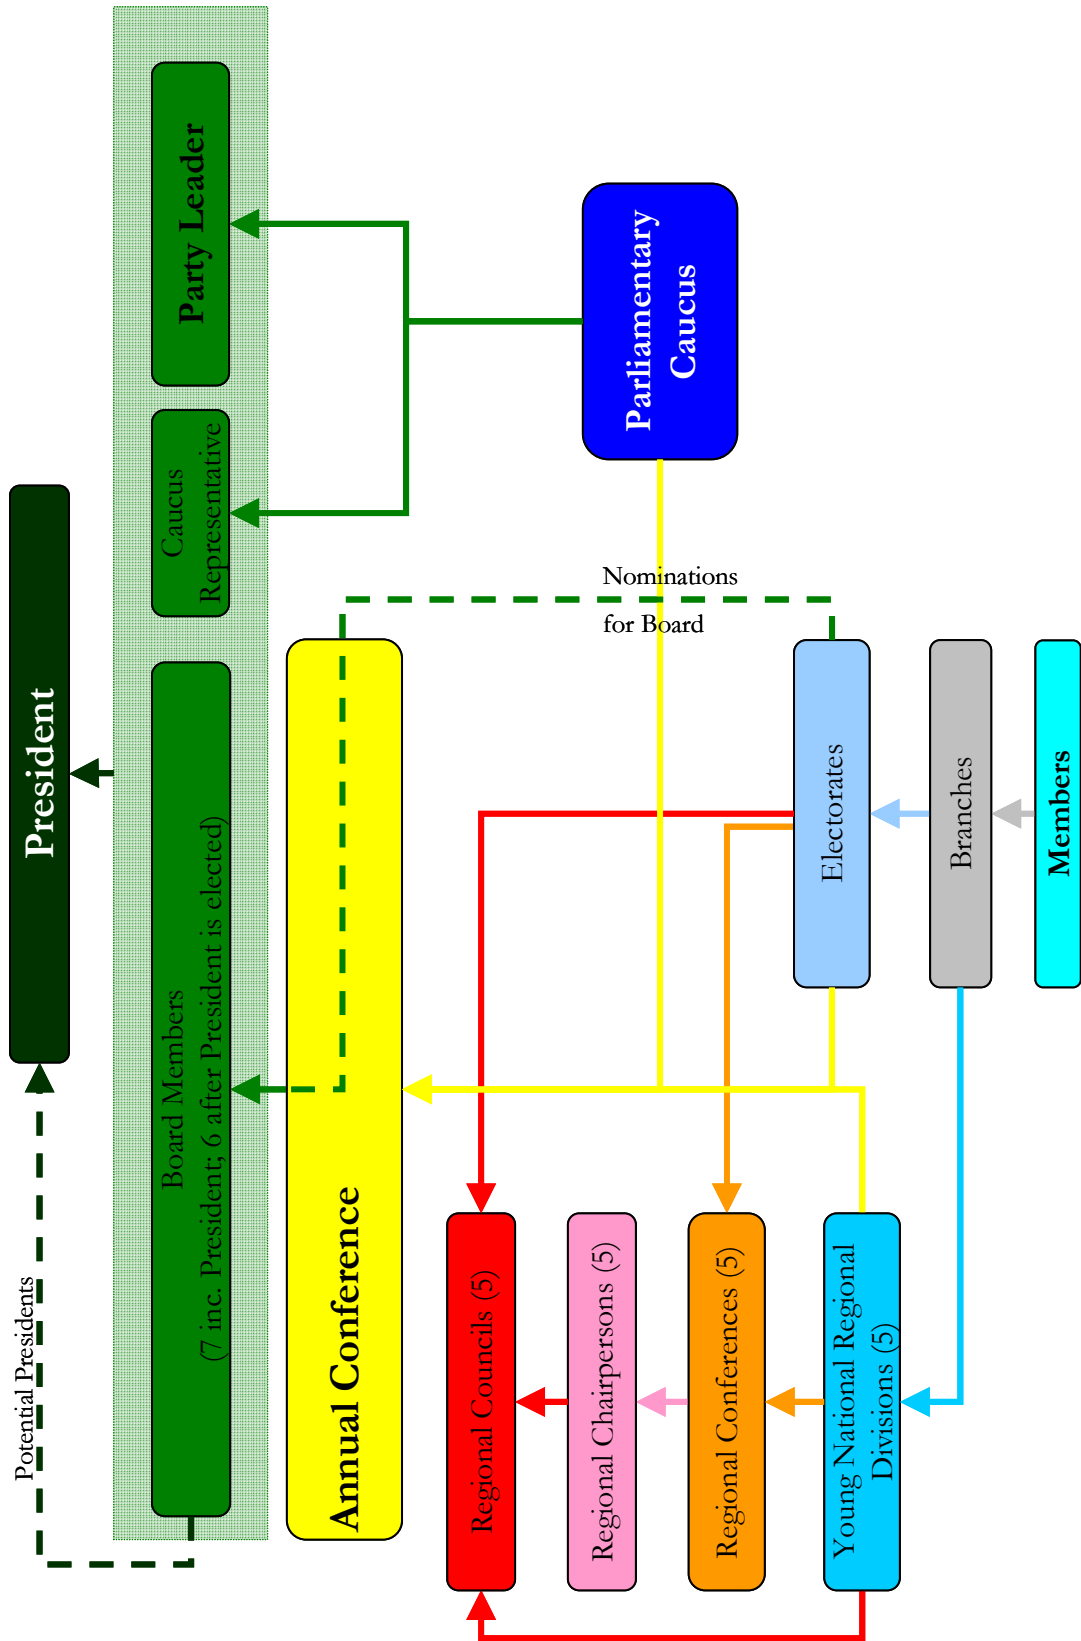 Potential Presidents
President
Board Members
(7 inc. President; 6 after President is elected)
Caucus
Representative
Party Leader
Annual Conference
Nominations
for Board
Parliamentary
Caucus
Regional Councils (5)
Regional Chairpersons (5)
Regional Conferences (5)
Young National Regional
Divisions (5)
Electorates
Branches
Members